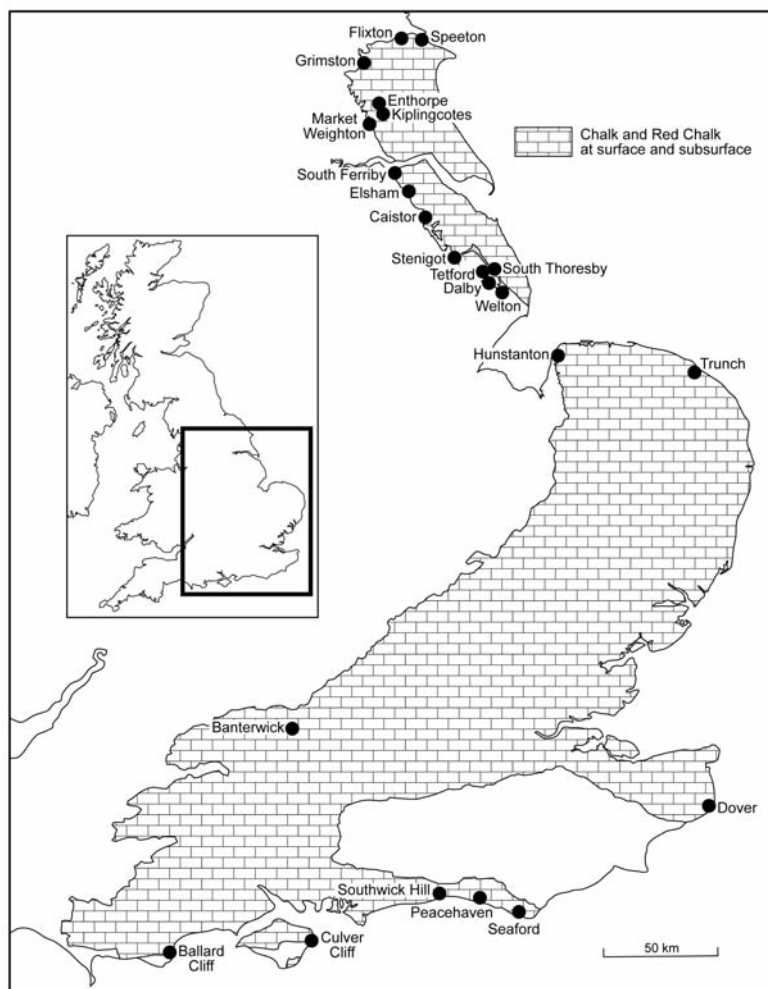 Flixton
Speeton
Grimston
Enthorpe
Kiplingcotes
Market
Weighton
Chalk and Red Chalk
at surface and subsurface
South Ferriby
Elsham
Caistor
Stenigot
South Thoresby
Tetford
Dalby
Welton
Hunstanton
Trunch
Banterwick
Dover
Southwick Hill
Peacehaven
Seaford
Culver
Cliff
Ballard
Cliff
50 km